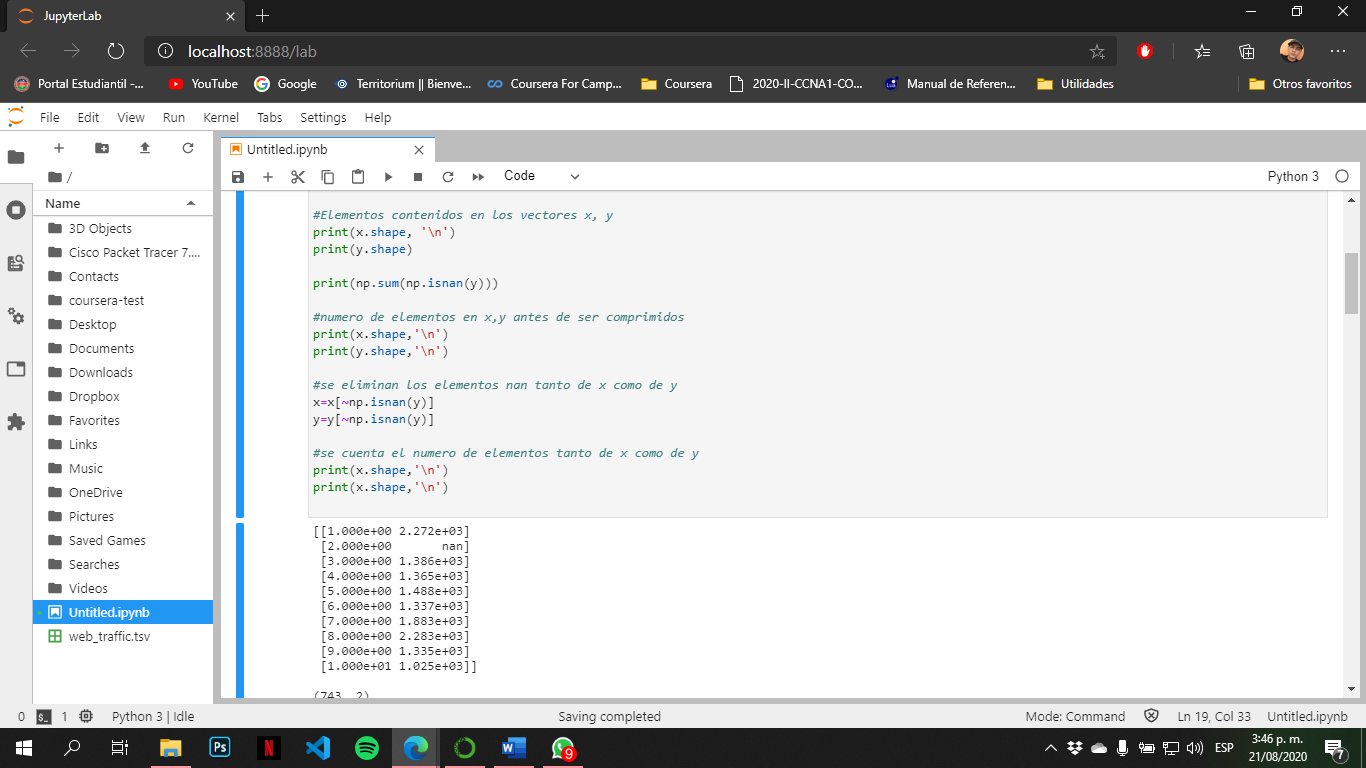 JupyterLab
localhost:8888/lab
Portal Estudiantil -... YouTube Google Territorium || Bienve... Coursera For Camp... Coursera 2020-II-CCNA1-CO... Manual de Referen... Utilidades Otros favoritos
File Edit View Run Kernel Tabs Settings Help
Untitled.ipynb
Code Python 3
/
Name
3D Objects
Cisco Packet Tracer 7....
Contacts
coursera-test
Desktop
Documents
Downloads
Dropbox
Favorites
Links
Music
OneDrive
Pictures
Saved Games
Searches
Videos
Untitled.ipynb
web_traffic.tsv
#Elementos contenidos en los vectores x, y
print(x.shape, '\n')
print(y.shape)
print(np.sum(np.isnan(y)))
#numero de elementos en x,y antes de ser comprimidos
print(x.shape,'\n')
print(y.shape,'\n')
#se eliminan los elementos nan tanto de x como de y
x=x[~np.isnan(y)]
y=y[~np.isnan(y)]
#se cuenta el numero de elementos tanto de x como de y
print(x.shape,'\n')
print(x.shape,'\n')
[[1.000e+00 2.272e+03]
[2.000e+00 nan]
[3.000e+00 1.386e+03]
[4.000e+00 1.365e+03]
[5.000e+00 1.488e+03]
[6.000e+00 1.337e+03]
[7.000e+00 1.883e+03]
[8.000e+00 2.283e+03]
[9.000e+00 1.335e+03]
[1.000e+01 1.025e+03]]
(743, 2)
0 $_ 1 Python 3 | Idle Saving completed Mode: Command Ln 19, Col 33 Untitled.ipynb
Ps N W 9 ESP 3:46 p. m. 7
21/08/2020